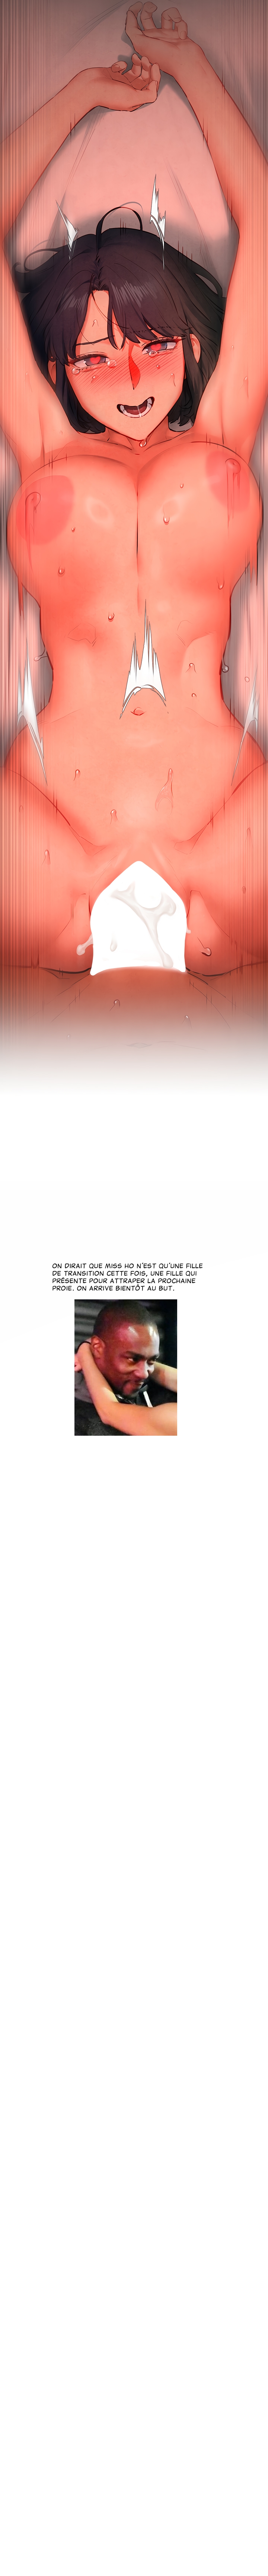 ON DIRAIT QUE MISS HO N'EST QU'UNE FILLE
DE TRANSITION CETTE FOIS, UNE FILLE QUI
PRÉSENTE POUR ATTRAPER LA PROCHAINE
PROIE. ON ARRIVE BIENTÔT AU BUT.